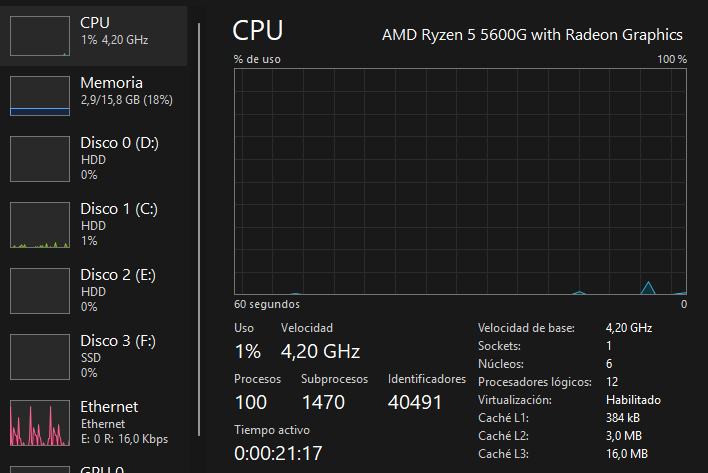 CPU
1% 4,20 GHz
Memoria
2,9/15,8 GB (18%)
Disco 0 (D:)
HDD
0%
Disco 1 (C:)
HDD
1%
Disco 2 (E:)
HDD
0%
Disco 3 (F:)
SSD
0%
Ethernet
E: 0 R: 16,0 Kbps
GPU 0
CPU
AMD Ryzen 5 5600G with Radeon Graphics
% de uso
100 %
60 segundos
0
Uso
Velocidad
1%
4,20 GHz
Procesos
Subprocesos
Identificadores
100
1470
40491
Tiempo activo
0:00:21:17
Velocidad de base: 4,20 GHz
Sockets: 1
Núcleos: 6
Procesadores lógicos: 12
Virtualización: Habilitado
Caché L1: 384 kB
Caché L2: 3,0 MB
Caché L3: 16,0 MB